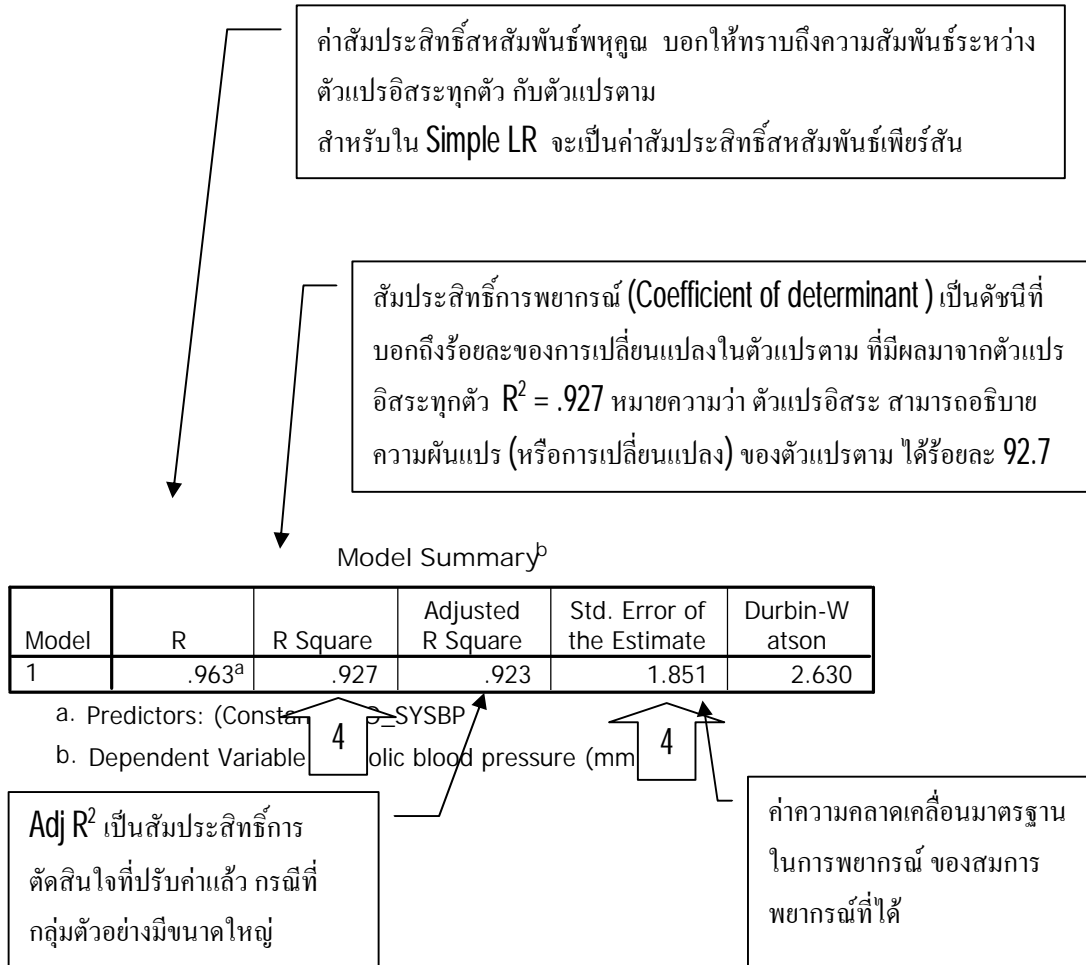 ค่าสัมประสิทธิ์สหสัมพันธ์พหุคูณ บอกให้ทราบถึงความสัมพันธ์ระหว่าง
ตัวแปรอิสระทุกตัว กับตัวแปรตาม
สำหรับใน Simple LR จะเป็นค่าสัมประสิทธิ์สหสัมพันธ์เพียร์สัน
สัมประสิทธิ์การพยากรณ์ (Coefficient of determinant ) เป็นดัชนีที่
บอกถึงร้อยละของการเปลี่ยนแปลงในตัวแปรตาม ที่มีผลมาจากตัวแปร
อิสระทุกตัว R² = .927 หมายความว่า ตัวแปรอิสระ สามารถอธิบาย
ความผันแปร (หรือการเปลี่ยนแปลง) ของตัวแปรตาม ได้ร้อยละ 92.7
Model Summaryᵇ
Model R R Square Adjusted R Square Std. Error of the Estimate Durbin-W atson
1 .963ᵃ .927 .923 1.851 2.630
a. Predictors: (Constan D_SYSBP
b. Dependent Variable olic blood pressure (mm
4
4
Adj R² เป็นสัมประสิทธิ์การ
ตัดสินใจที่ปรับค่าแล้ว กรณีที่
กลุ่มตัวอย่างมีขนาดใหญ่
ค่าความคลาดเคลื่อนมาตรฐาน
ในการพยากรณ์ ของสมการ
พยากรณ์ที่ได้